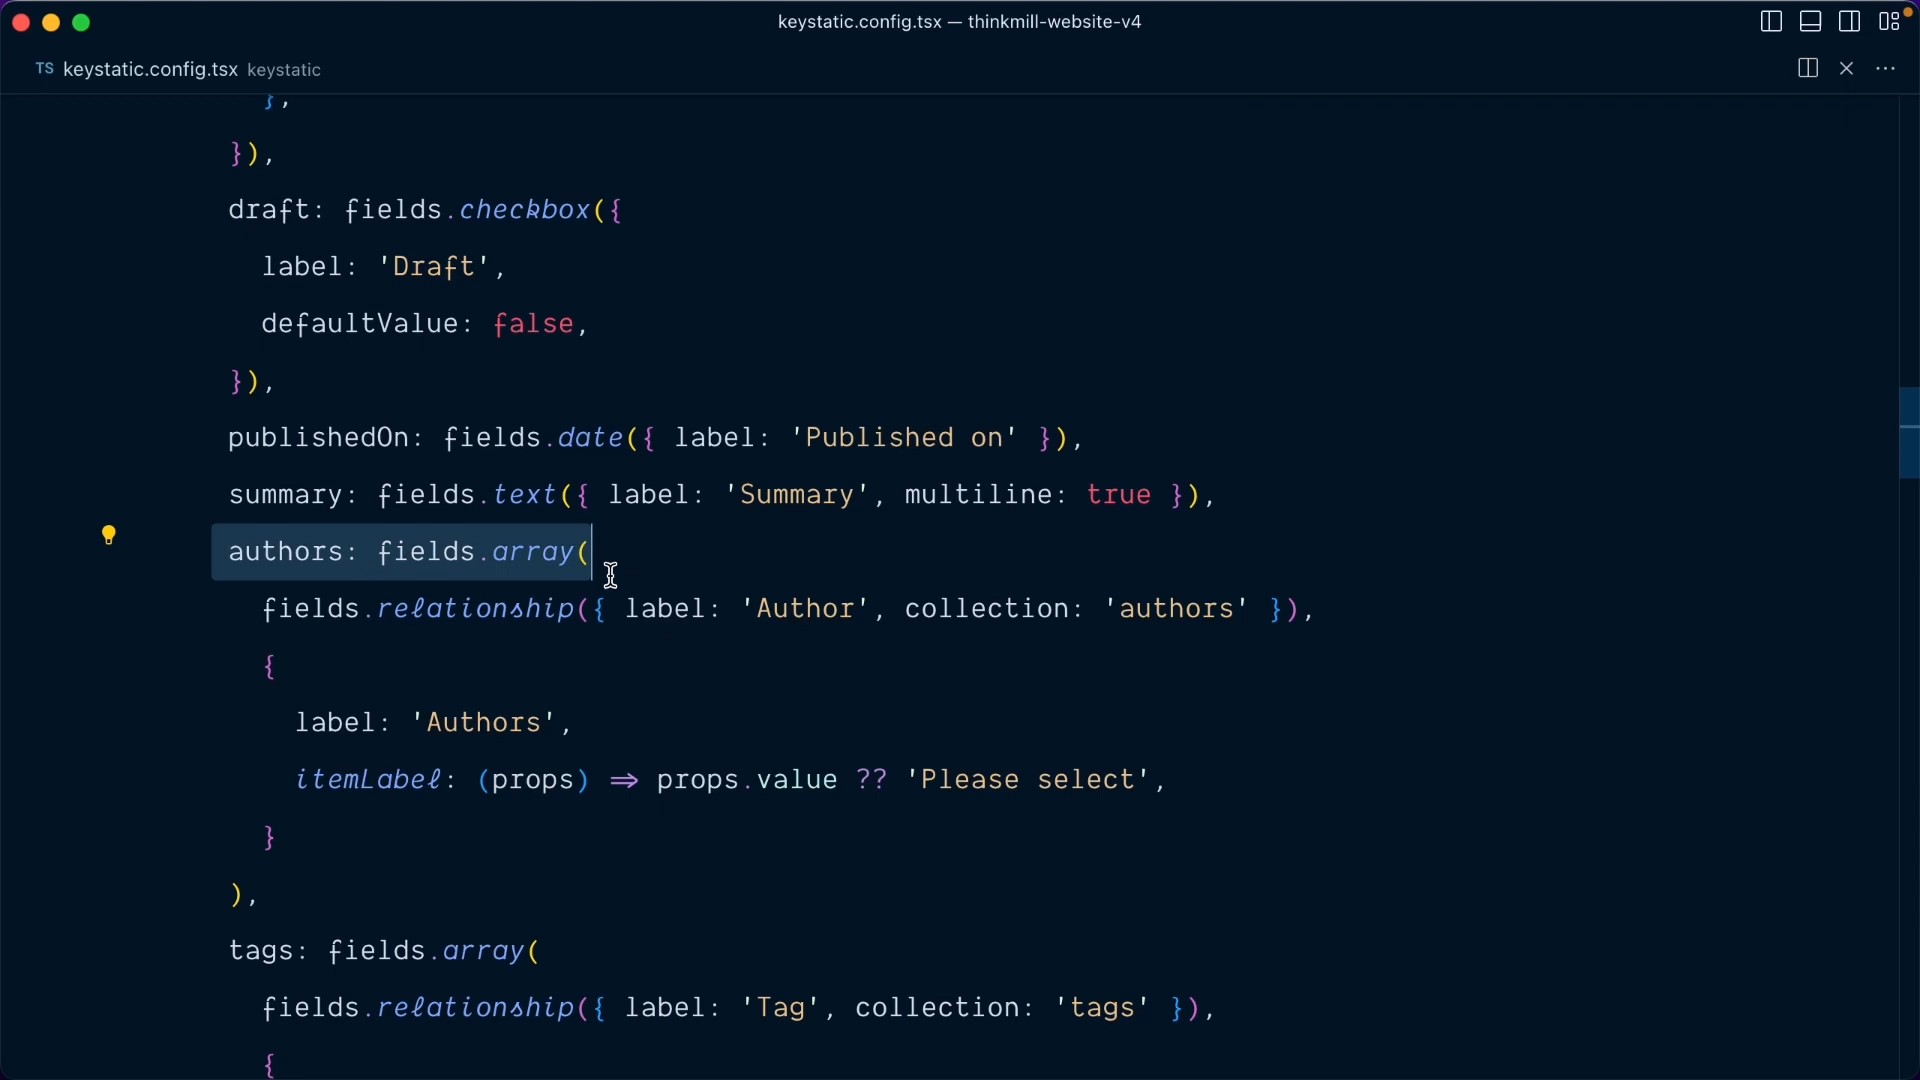 keystatic.config.tsx — thinkmill-website-v4
TS keystatic.config.tsx keystatic
},
}),
draft: fields.checkbox({
label: 'Draft',
defaultValue: false,
}),
publishedOn: fields.date({ label: 'Published on' }),
summary: fields.text({ label: 'Summary', multiline: true }),
authors: fields.array(
fields.relationship({ label: 'Author', collection: 'authors' }),
{
label: 'Authors',
itemLabel: (props) => props.value ?? 'Please select',
}
),
tags: fields.array(
fields.relationship({ label: 'Tag', collection: 'tags' }),
{